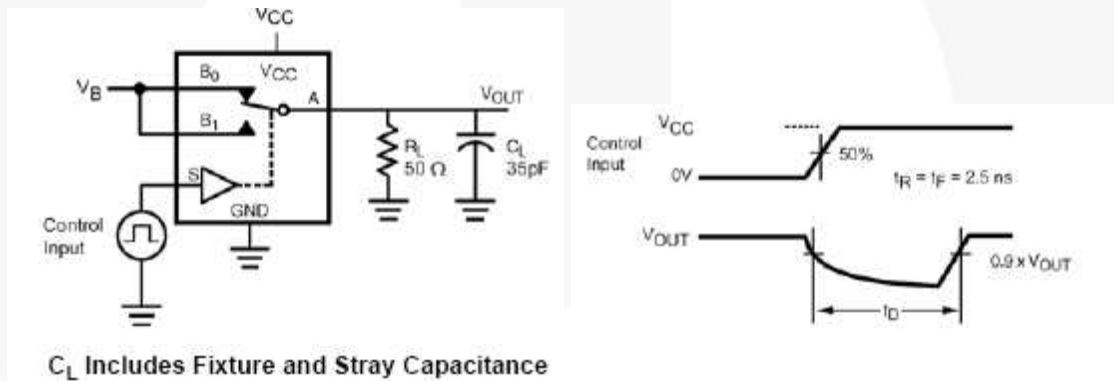 VCC
VCC
B0
VB
A
VOUT
B1
RL
50 Ω
CL
35pF
S
GND
Control
Input
CL Includes Fixture and Stray Capacitance
VCC
Control
Input
50%
0V
tR = tF = 2.5 ns
VOUT
0.9 x VOUT
tD